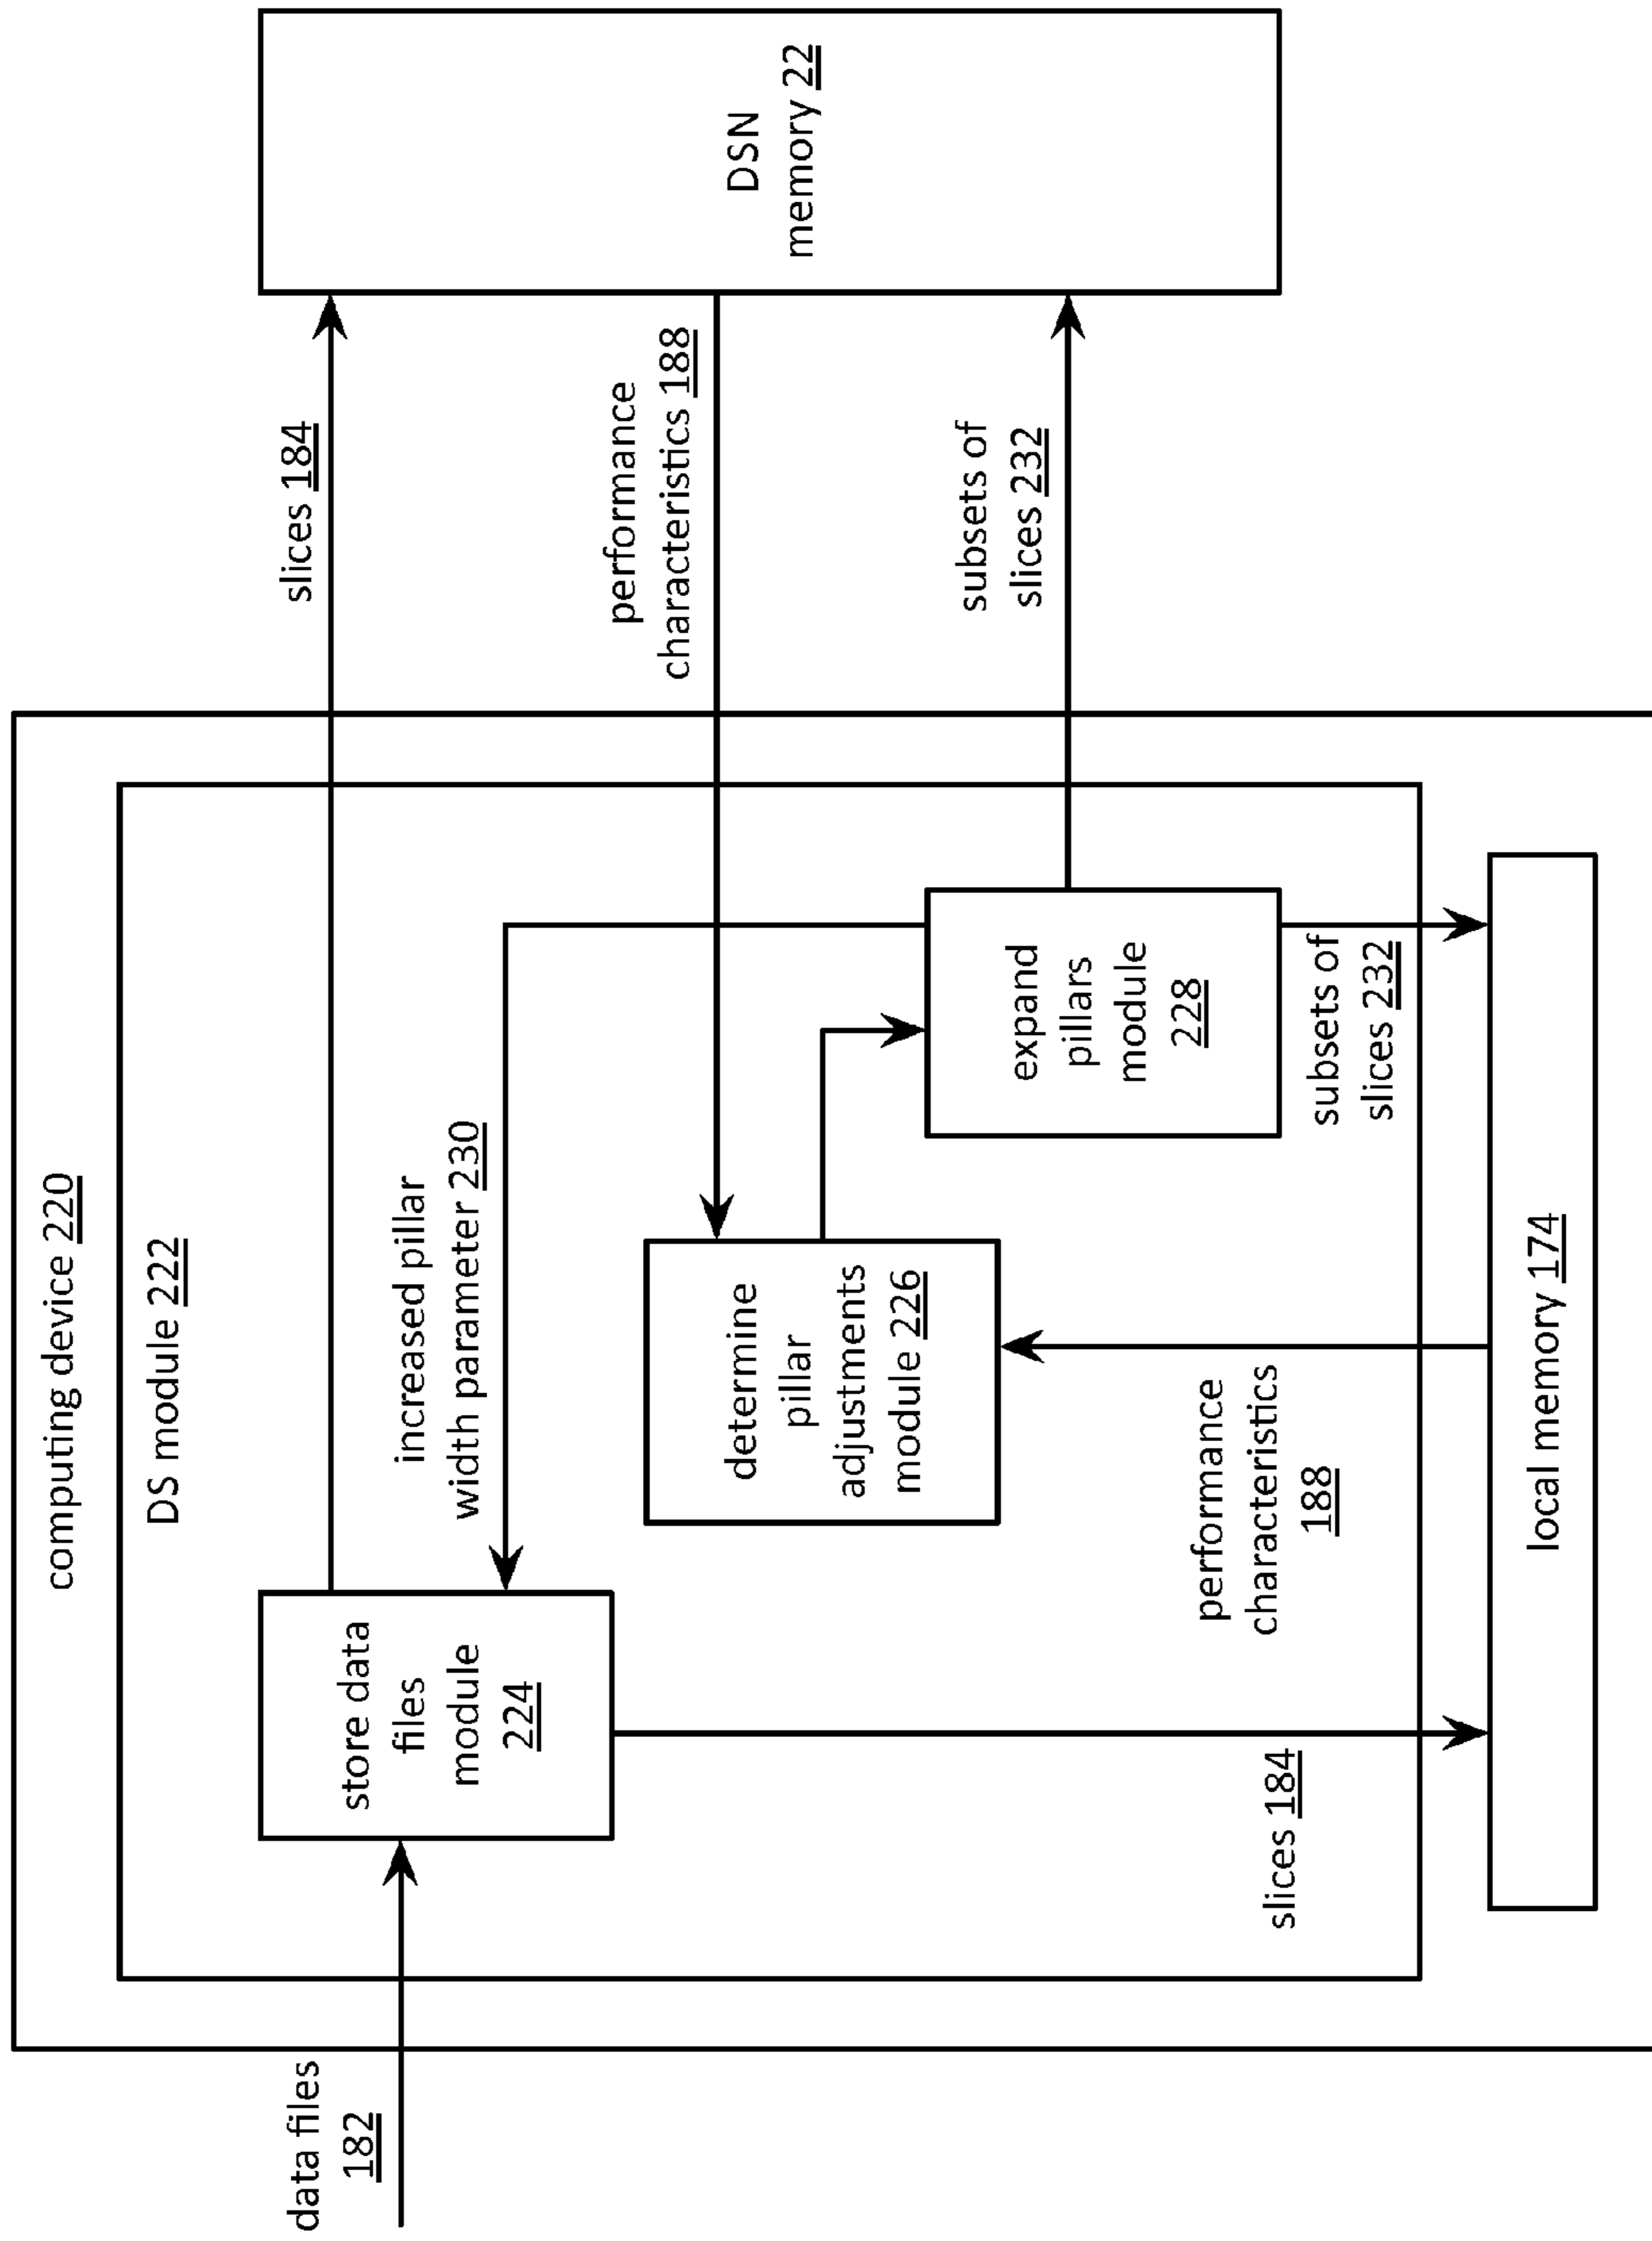 computing device 220
DS module 222
data files
182
store data
files
module
224
slices 184
increased pillar
width parameter 230
performance
characteristics 188
DSN
memory 22
determine
pillar
adjustments
module 226
expand
pillars
module
228
subsets of
slices 232
slices 184
performance
characteristics
188
subsets of
slices 232
local memory 174